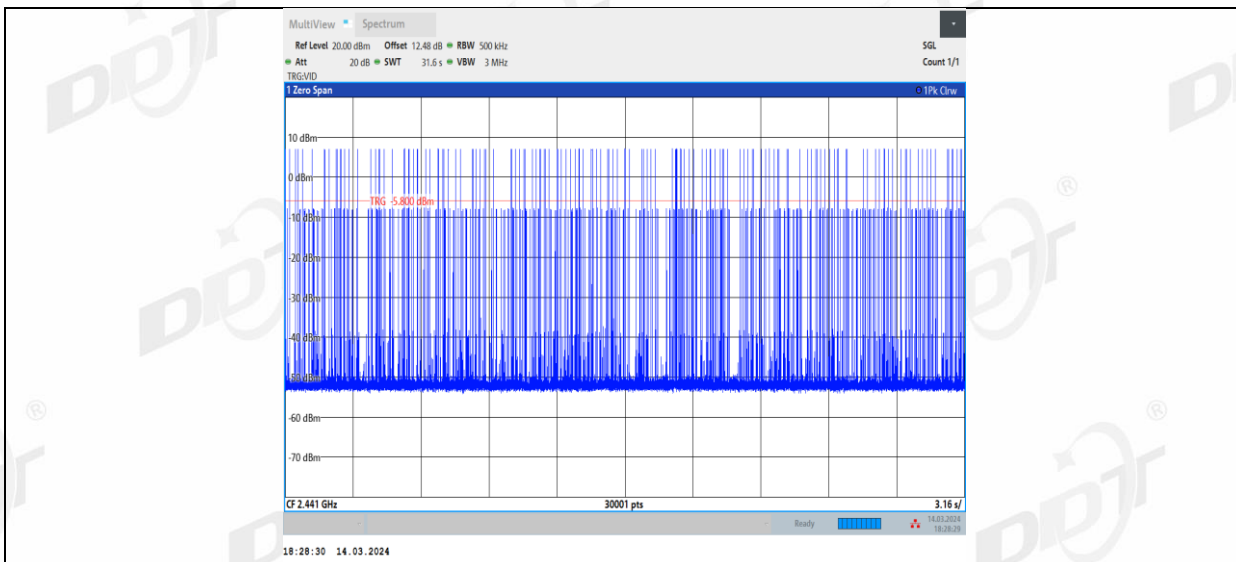 MultiView Spectrum
Ref Level 20.00 dBm Offset 12.48 dB RBW 500 kHz SGL
Att 20 dB SWT 31.6 s VBW 3 MHz Count 1/1
TRG:VID
1 Zero Span 1Pk Clrw
10 dBm
0 dBm
TRG -5.800 dBm
-10 dBm
-20 dBm
-30 dBm
-40 dBm
-50 dBm
-60 dBm
-70 dBm
CF 2.441 GHz 30001 pts 3.16 s/
Ready 14.03.2024
18:28:29
18:28:30 14.03.2024
DDT
®